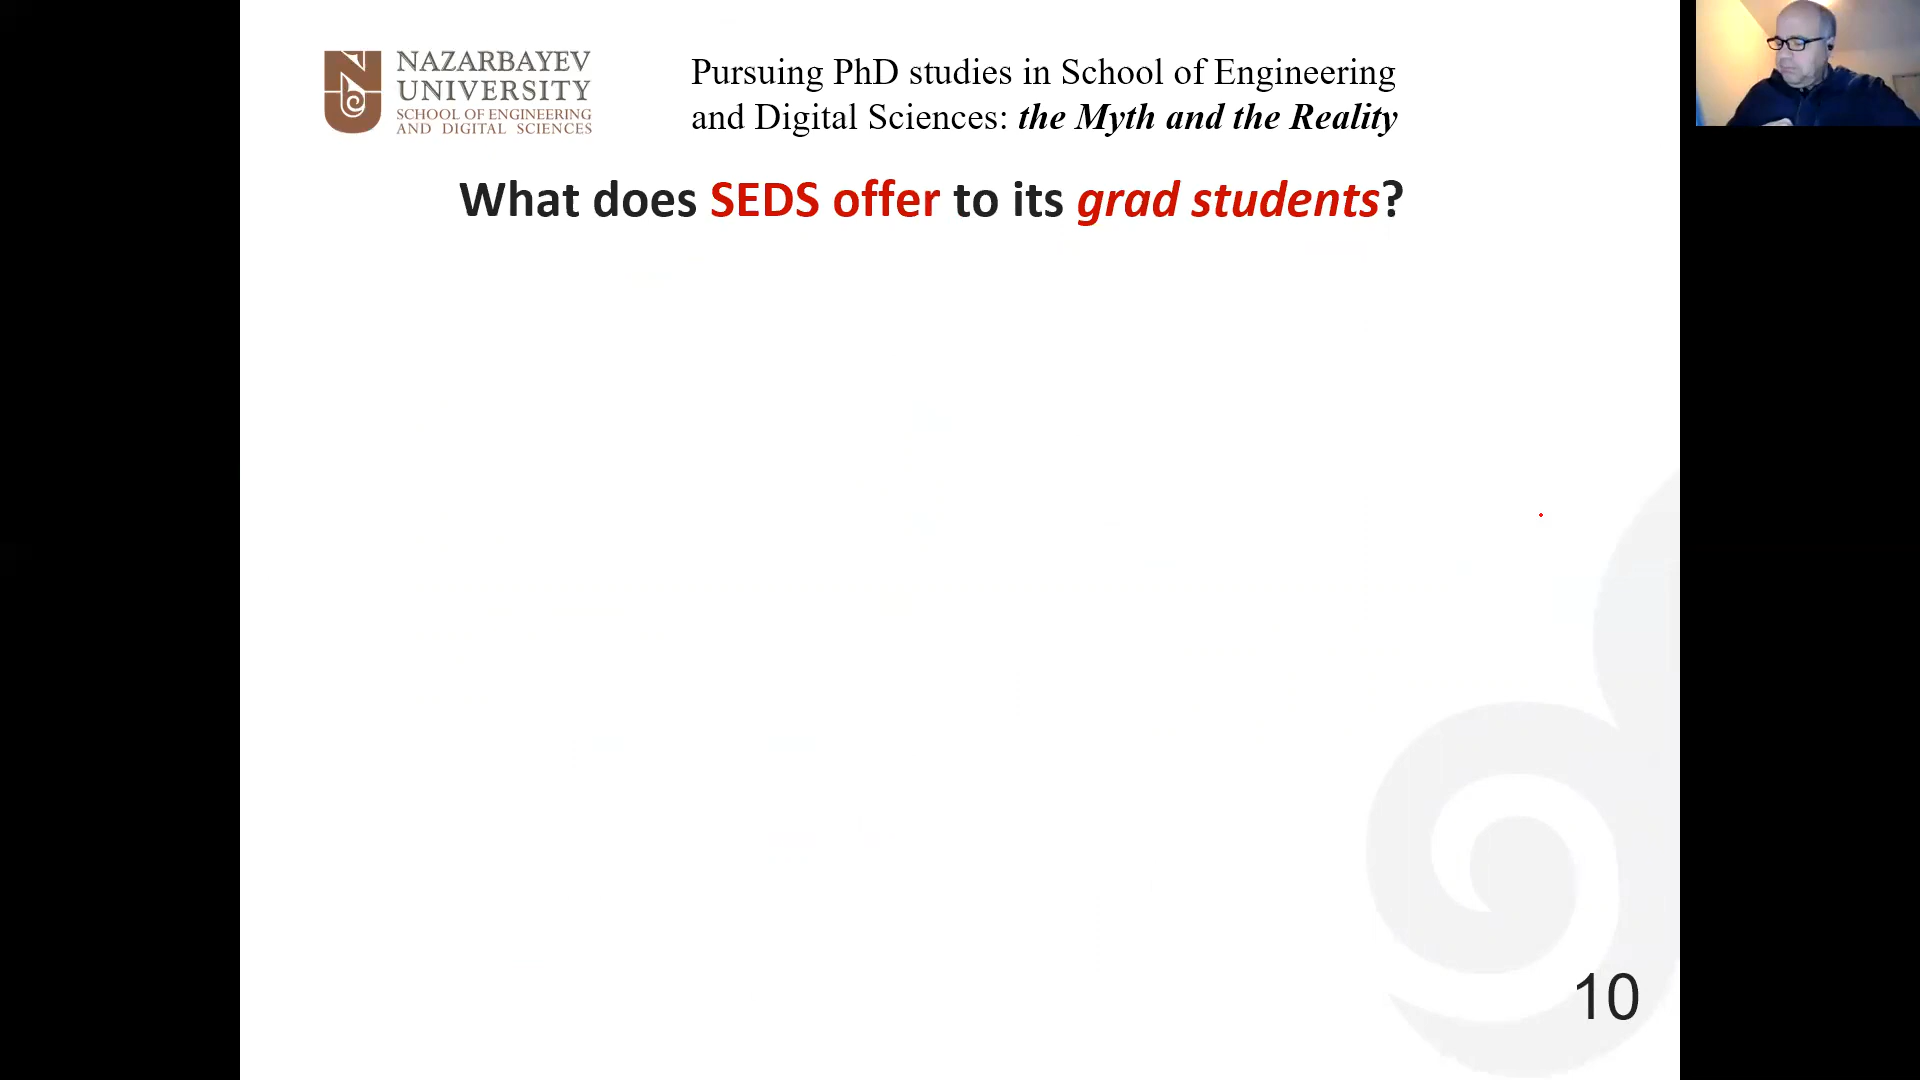 NAZARBAYEV
UNIVERSITY
SCHOOL OF ENGINEERING
AND DIGITAL SCIENCES
Pursuing PhD studies in School of Engineering
and Digital Sciences: the Myth and the Reality
What does SEDS offer to its grad students?
10